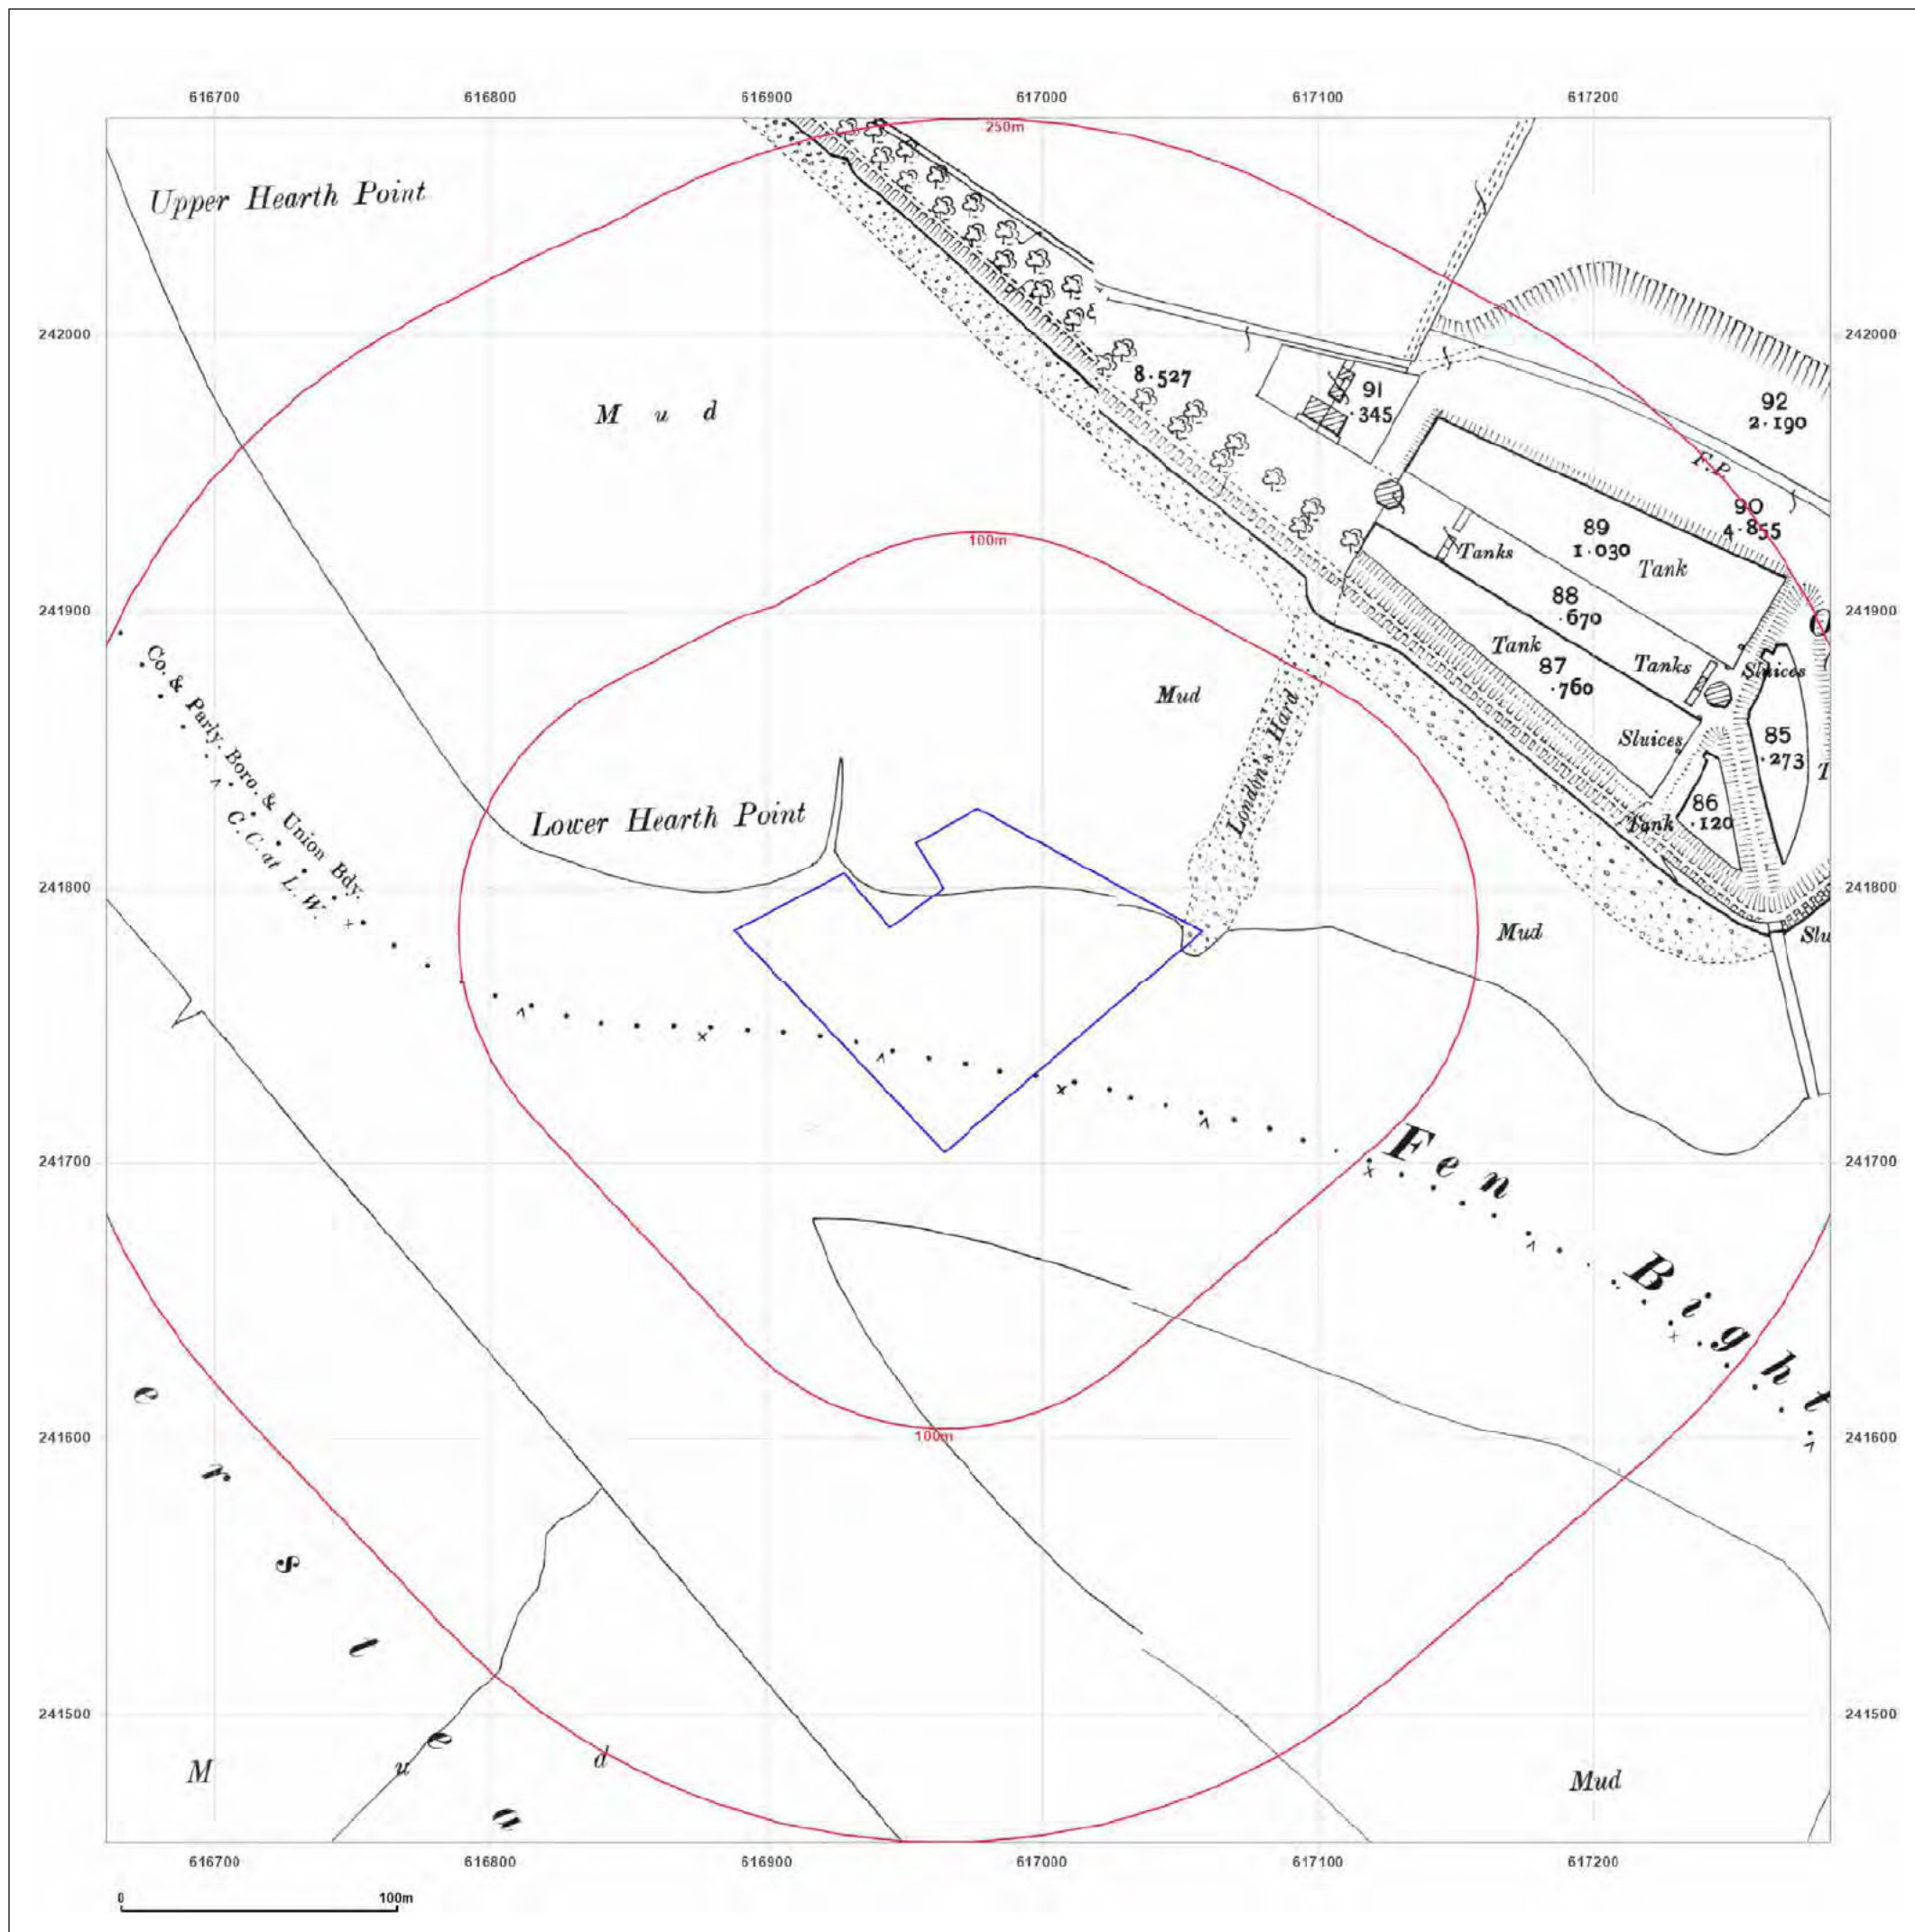 616700 616800 616900 617000 617100 617200
250m
Upper Hearth Point
242000 242000
Mud
8·527
91
·345
92
2·190
F.P.
90
4·855
89
1·030
Tanks
Tank
100m
88
·670
241900 241900
Tank
87
·760
Tanks
Sluices
Co. & Parly. Boro. & Union Bdy.
C.C. at L.W.
Mud
London's Hard
Sluices
85
·273
T
86
·120
Tank
Lower Hearth Point
241800 241800
Mud
Slu
Fen
241700 241700
Bight
100m
241600 241600
e
r
s
t
e
a
241500 241500
Mud
Mud
616700 616800 616900 617000 617100 617200
0 100m